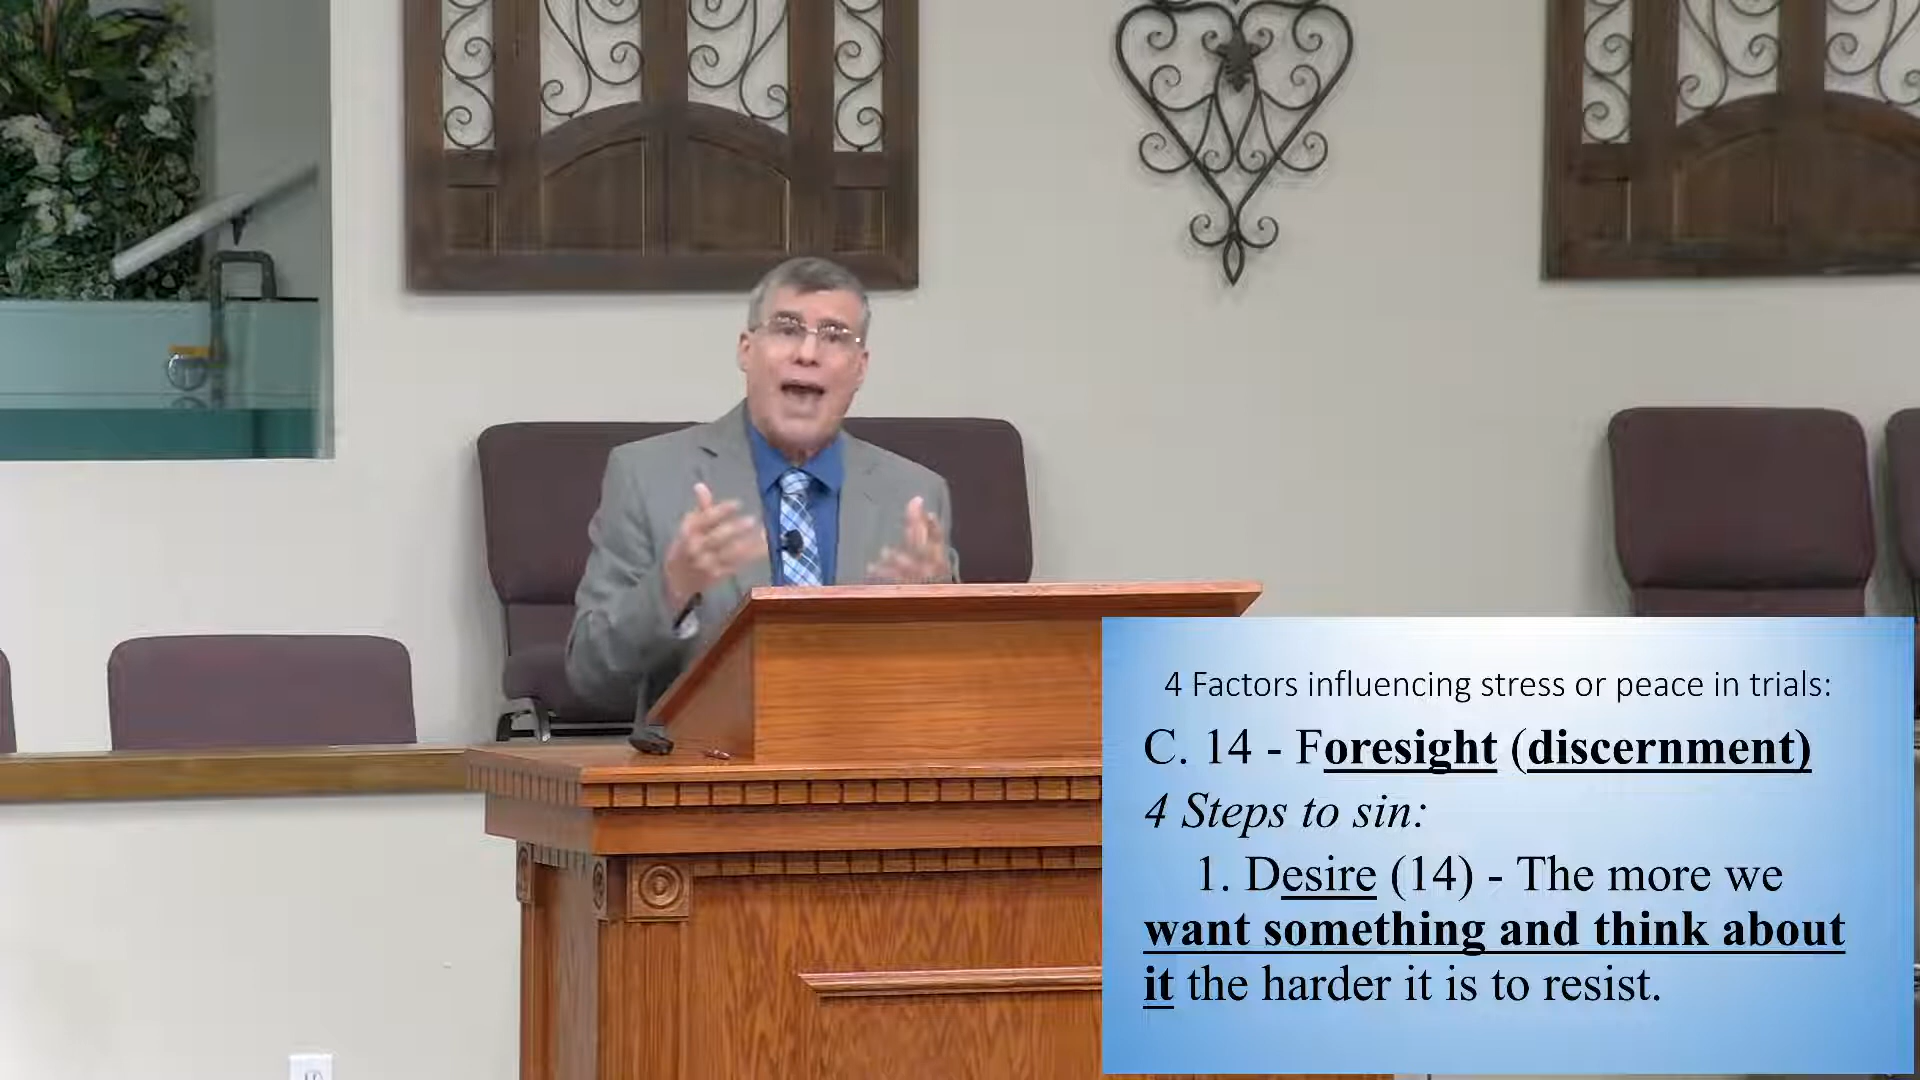 4 Factors influencing stress or peace in trials:
C. 14 - Foresight (discernment)
4 Steps to sin:
1. Desire (14) - The more we
want something and think about
it the harder it is to resist.